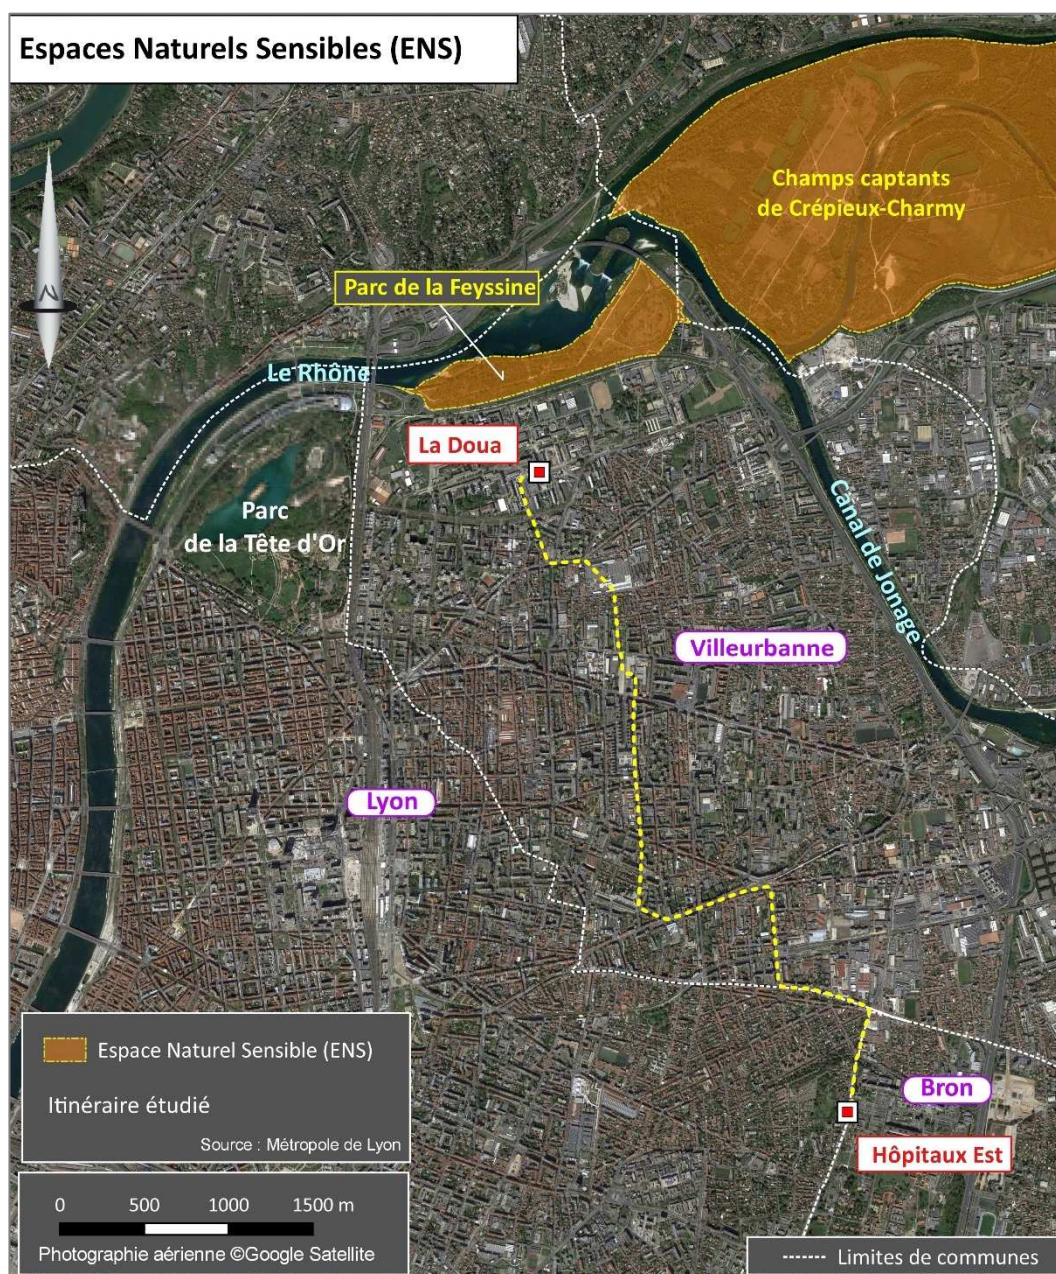 Espaces Naturels Sensibles (ENS)
Champs captants
de Crépieux-Charmy
Parc de la Feyssine
Le Rhône
La Doua
Parc
de la Tête d'Or
Canal de Jonage
Villeurbanne
Lyon
Bron
Hôpitaux Est
Espace Naturel Sensible (ENS)
Itinéraire étudié
Source : Métropole de Lyon
0 500 1000 1500 m
Photographie aérienne ©Google Satellite
Limites de communes
N